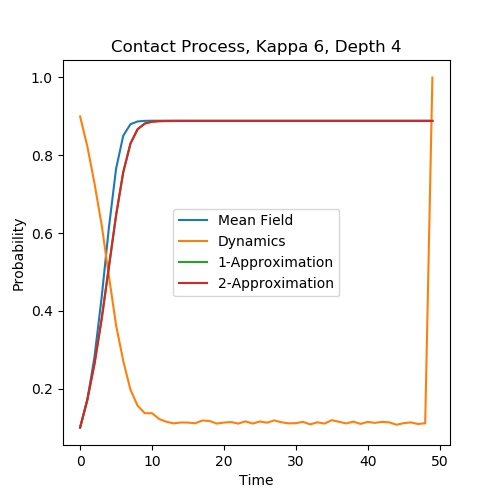 Contact Process, Kappa 6, Depth 4
1.0
0.8
0.6
0.4
0.2
Probability
Mean Field
Dynamics
1-Approximation
2-Approximation
0 10 20 30 40 50
Time